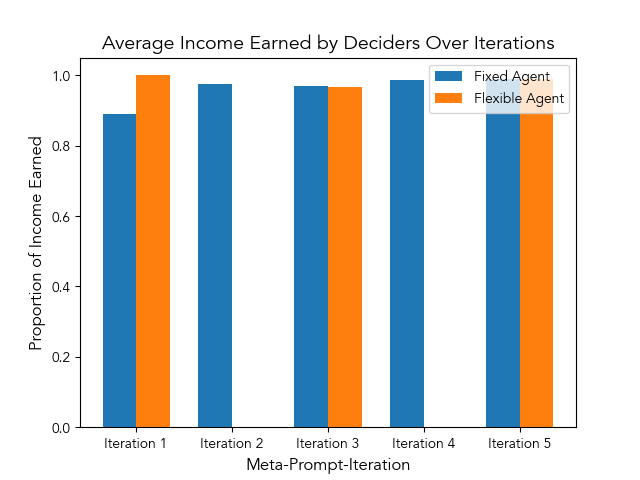 Average Income Earned by Deciders Over Iterations
Fixed Agent
Flexible Agent
1.0
0.8
0.6
0.4
0.2
0.0
Proportion of Income Earned
Iteration 1
Iteration 2
Iteration 3
Iteration 4
Iteration 5
Meta-Prompt-Iteration